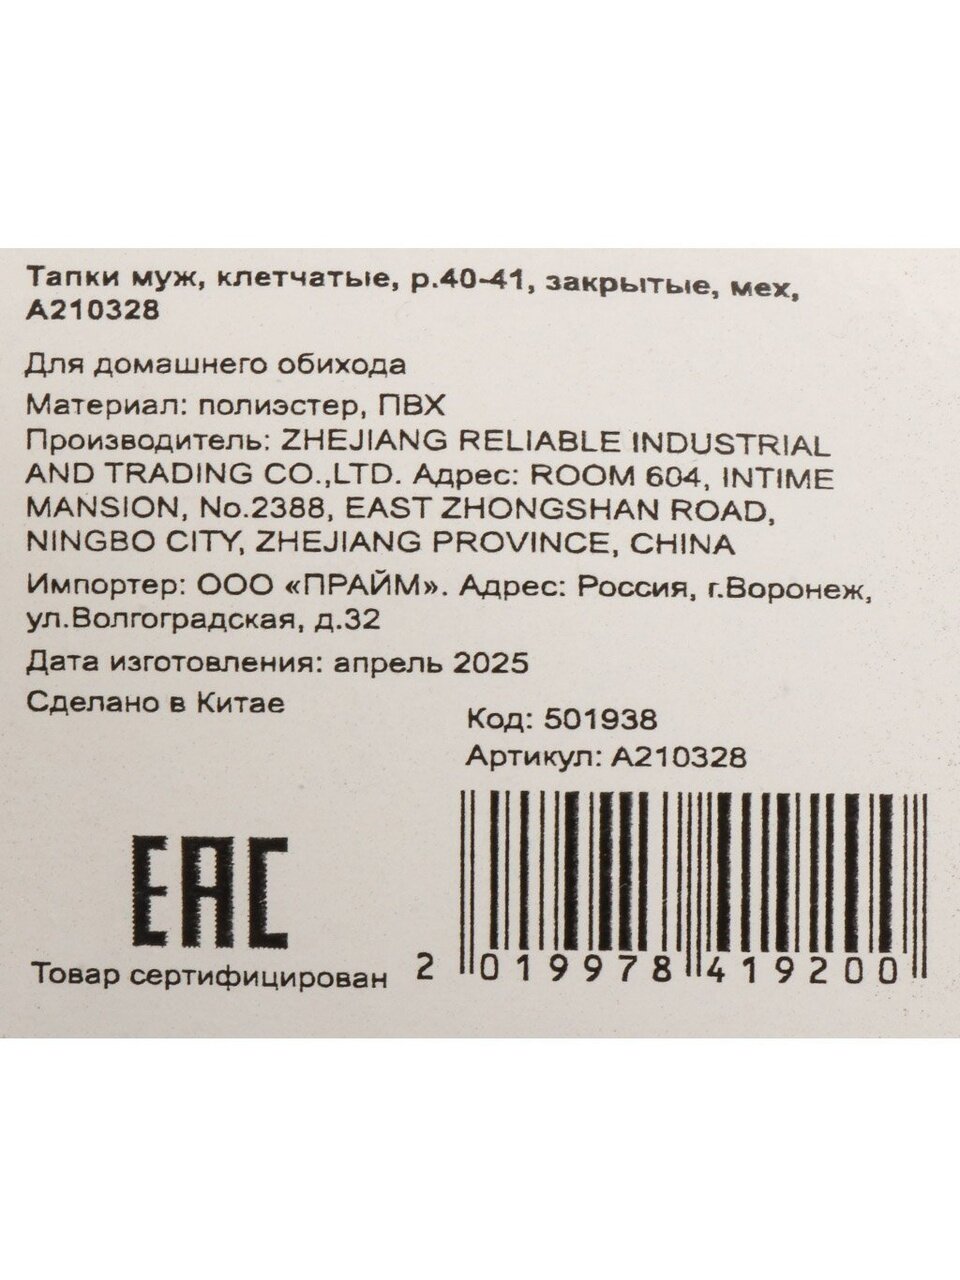 Тапки муж, клетчатые, р.40-41, закрытые, мех,
А210328
Для домашнего обихода
Материал: полиэстер, ПВХ
Производитель: ZHEJIANG RELIABLE INDUSTRIAL
AND TRADING CO.,LTD. Адрес: ROOM 604, INTIME
MANSION, No.2388, EAST ZHONGSHAN ROAD,
NINGBO CITY, ZHEJIANG PROVINCE, CHINA
Импортер: ООО «ПРАЙМ». Адрес: Россия, г.Воронеж,
ул.Волгоградская, д.32
Дата изготовления: апрель 2025
Сделано в Китае
Код: 501938
Артикул: А210328
EAC
Товар сертифицирован
2 019978 419200